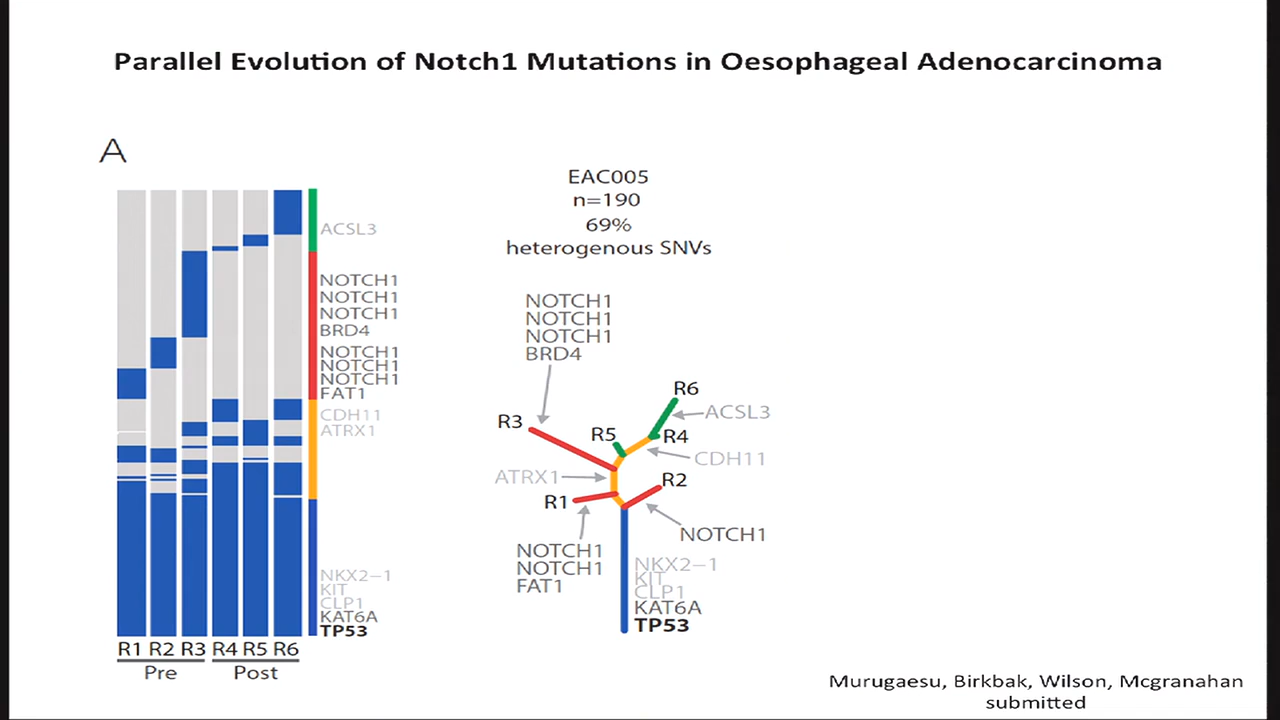 Parallel Evolution of Notch1 Mutations in Oesophageal Adenocarcinoma
A
ACSL3
NOTCH1
NOTCH1
NOTCH1
BRD4
NOTCH1
NOTCH1
NOTCH1
FAT1
CDH11
ATRX1
NKX2−1
KIT
CLP1
KAT6A
TP53
R1 R2 R3 R4 R5 R6
Pre Post
EAC005
n=190
69%
heterogenous SNVs
NOTCH1
NOTCH1
NOTCH1
BRD4
R6
ACSL3
R3
R5
R4
CDH11
ATRX1
R2
R1
NOTCH1
NOTCH1
NOTCH1
FAT1
NKX2−1
KIT
CLP1
KAT6A
TP53
Murugaesu, Birkbak, Wilson, Mcgranahan
submitted